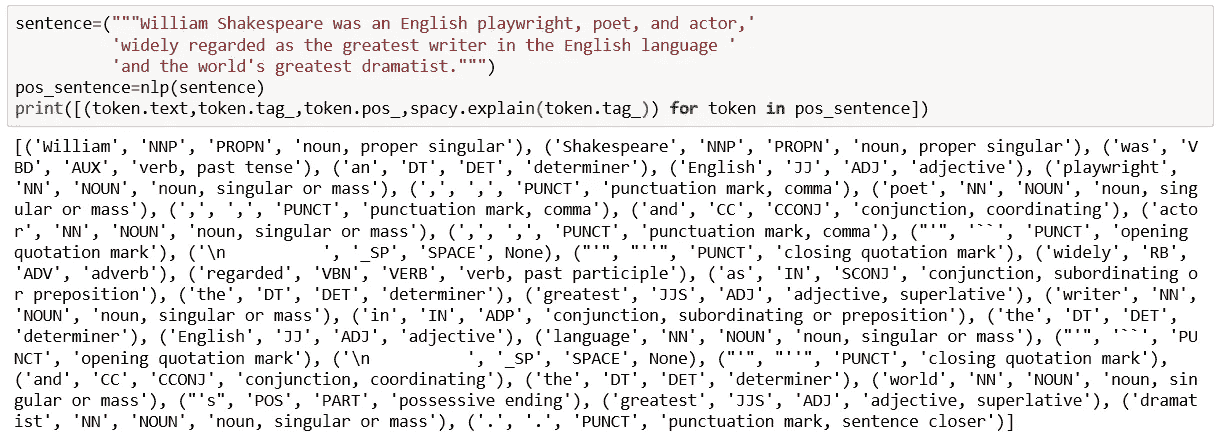 sentence=("""William Shakespeare was an English playwright, poet, and actor,'
          'widely regarded as the greatest writer in the English language '
          'and the world's greatest dramatist.""")
pos_sentence=nlp(sentence)
print([(token.text,token.tag_,token.pos_,spacy.explain(token.tag_)) for token in pos_sentence])
[('William', 'NNP', 'PROPN', 'noun, proper singular'), ('Shakespeare', 'NNP', 'PROPN', 'noun, proper singular'), ('was', 'V
BD', 'AUX', 'verb, past tense'), ('an', 'DT', 'DET', 'determiner'), ('English', 'JJ', 'ADJ', 'adjective'), ('playwright',
'NN', 'NOUN', 'noun, singular or mass'), (',', ',', 'PUNCT', 'punctuation mark, comma'), ('poet', 'NN', 'NOUN', 'noun, sing
ular or mass'), (',', ',', 'PUNCT', 'punctuation mark, comma'), ('and', 'CC', 'CCONJ', 'conjunction, coordinating'), ('acto
r', 'NN', 'NOUN', 'noun, singular or mass'), (',', ',', 'PUNCT', 'punctuation mark, comma'), ("'", '``', 'PUNCT', 'opening
quotation mark'), ('\n          ', '_SP', 'SPACE', None), ("'", "''", 'PUNCT', 'closing quotation mark'), ('widely', 'RB',
'ADV', 'adverb'), ('regarded', 'VBN', 'VERB', 'verb, past participle'), ('as', 'IN', 'SCONJ', 'conjunction, subordinating o
r preposition'), ('the', 'DT', 'DET', 'determiner'), ('greatest', 'JJS', 'ADJ', 'adjective, superlative'), ('writer', 'NN',
'NOUN', 'noun, singular or mass'), ('in', 'IN', 'ADP', 'conjunction, subordinating or preposition'), ('the', 'DT', 'DET',
'determiner'), ('English', 'JJ', 'ADJ', 'adjective'), ('language', 'NN', 'NOUN', 'noun, singular or mass'), ("'", '``', 'PU
NCT', 'opening quotation mark'), ('\n          ', '_SP', 'SPACE', None), ("'", "''", 'PUNCT', 'closing quotation mark'),
('and', 'CC', 'CCONJ', 'conjunction, coordinating'), ('the', 'DT', 'DET', 'determiner'), ('world', 'NN', 'NOUN', 'noun, sin
gular or mass'), ("'s", 'POS', 'PART', 'possessive ending'), ('greatest', 'JJS', 'ADJ', 'adjective, superlative'), ('dramat
ist', 'NN', 'NOUN', 'noun, singular or mass'), ('.', '.', 'PUNCT', 'punctuation mark, sentence closer')]